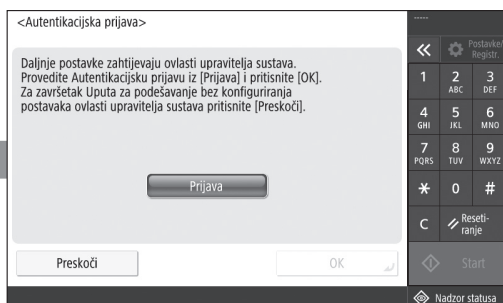 <Autentikacijska prijava>
Daljnje postavke zahtijevaju ovlasti upravitelja sustava.
Provedite Autentikacijsku prijavu iz [Prijava] i pritisnite [OK].
Za završetak Uputa za podešavanje bez konfiguriranja
postavaka ovlasti upravitelja sustava pritisnite [Preskoči].
Prijava
Preskoči
OK
-----
Postavke/
Registr.
1
2
ABC
3
DEF
4
GHI
5
JKL
6
MNO
7
PQRS
8
TUV
9
WXYZ
*
0
#
C
Reseti-
ranje
Start
Nadzor statusa